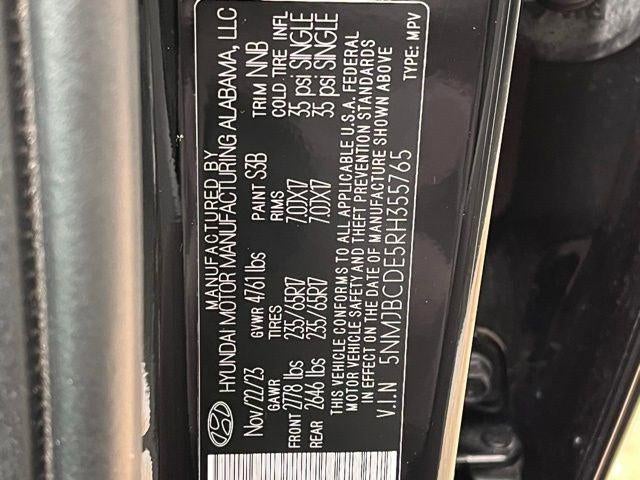 MANUFACTURED BY
HYUNDAI MOTOR MANUFACTURING ALABAMA, LLC
Nov/22/23 GVWR 4761 lbs PAINT S3B TRIM NNB
GAWR TIRES RIMS COLD TIRE INFL
FRONT 2778 lbs 235/65R17 7.0JX17 35 psi SINGLE
REAR 2646 lbs 235/65R17 7.0JX17 35 psi SINGLE
THIS VEHICLE CONFORMS TO ALL APPLICABLE U.S.A. FEDERAL
MOTOR VEHICLE SAFETY AND THEFT PREVENTION STANDARDS
IN EFFECT ON THE DATE OF MANUFACTURE SHOWN ABOVE
V.I.N 5NMJBCDE5RH355765 TYPE: MPV